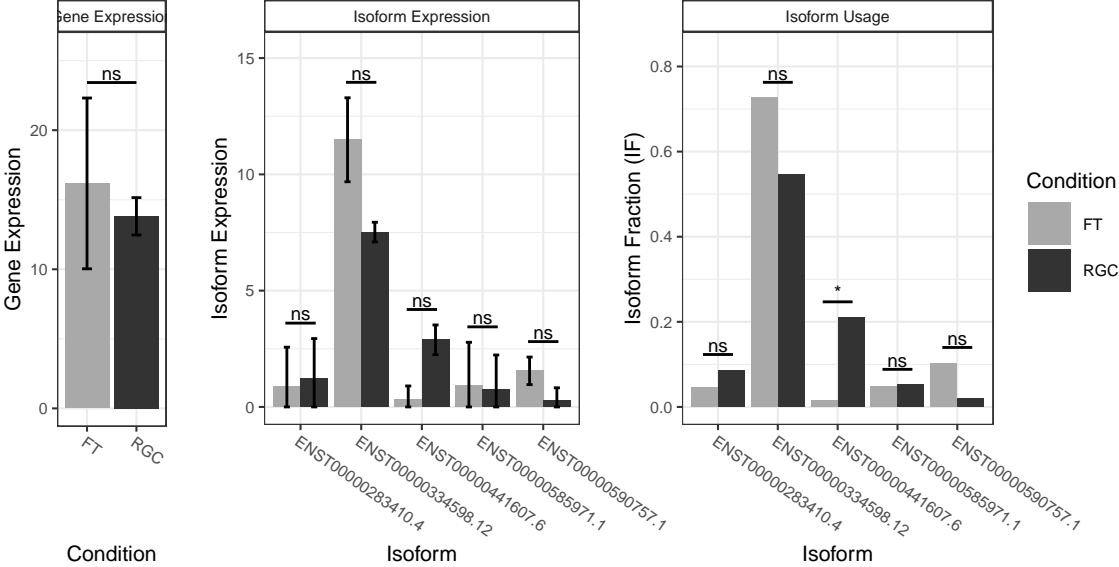 Gene Expression
Isoform Expression
Isoform Usage
Gene Expression
20
10
0
ns
FT
RGC
Condition
Isoform Expression
15
10
5
0
ns
ns
ns
ns
ns
ENST00000283410.4
ENST00000334598.12
ENST00000441607.6
ENST00000585971.1
ENST00000590757.1
Isoform
Isoform Fraction (IF)
0.8
0.6
0.4
0.2
0.0
ns
ns
*
ns
ns
ENST00000283410.4
ENST00000334598.12
ENST00000441607.6
ENST00000585971.1
ENST00000590757.1
Isoform
Condition
FT
RGC